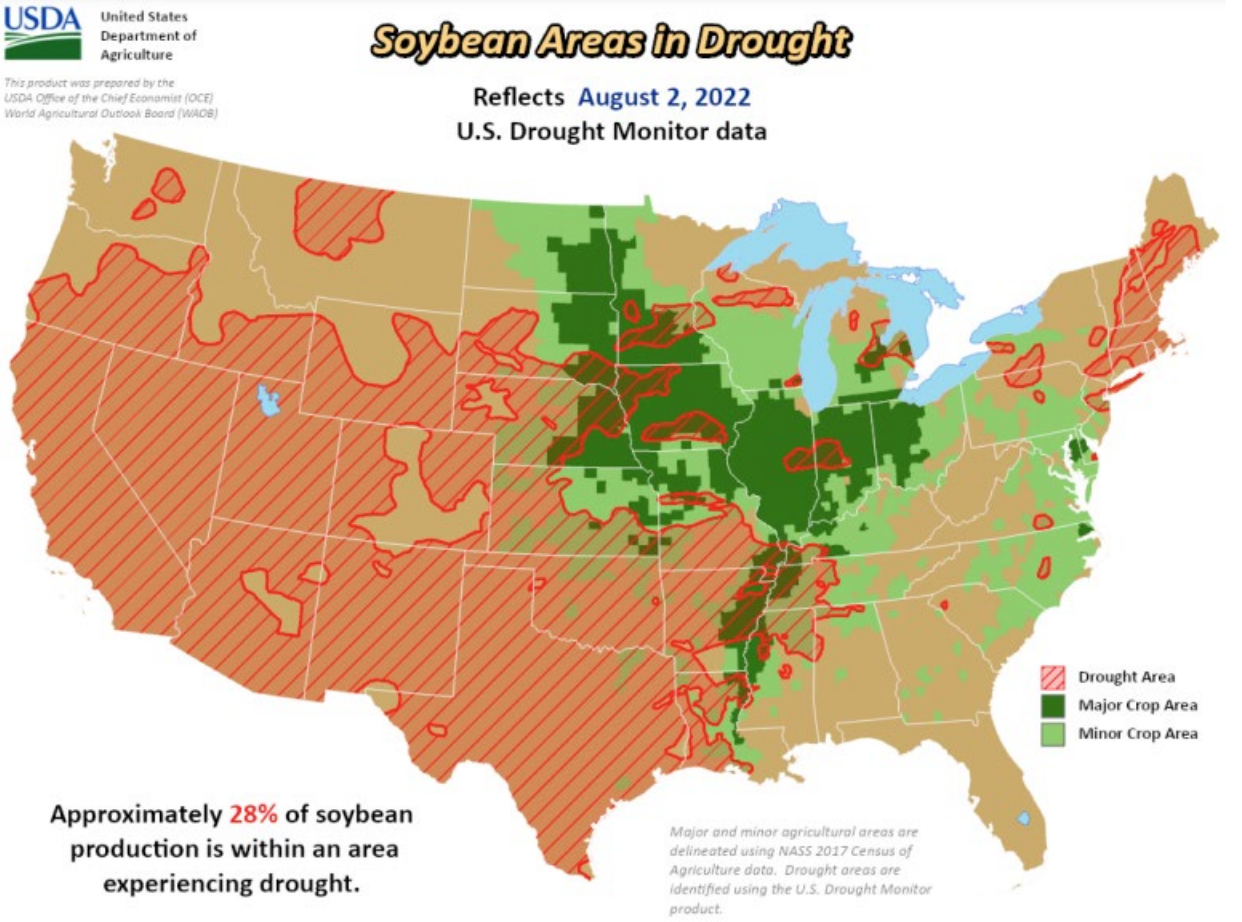 USDA
United States
Department of
Agriculture
This product was prepared by the
USDA Office of the Chief Economist (OCE)
World Agricultural Outlook Board (WAOB)
Soybean Areas in Drought
Reflects August 2, 2022
U.S. Drought Monitor data
Drought Area
Major Crop Area
Minor Crop Area
Approximately 28% of soybean
production is within an area
experiencing drought.
Major and minor agricultural areas are
delineated using NASS 2017 Census of
Agriculture data. Drought areas are
identified using the U.S. Drought Monitor
product.